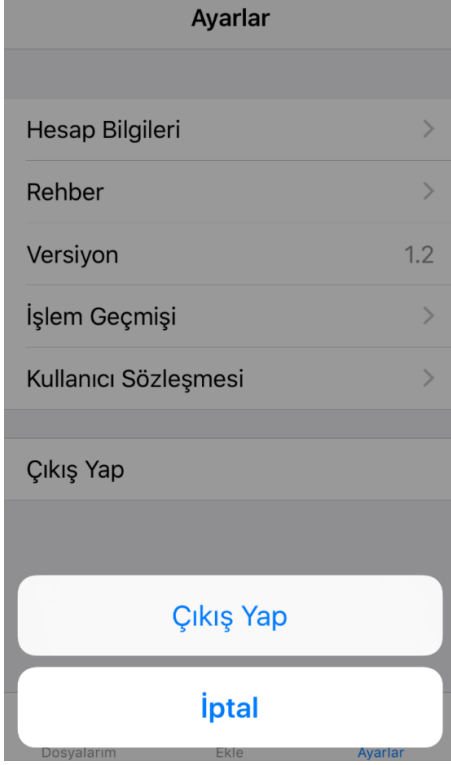 Ayarlar
Hesap Bilgileri
Rehber
Versiyon 1.2
İşlem Geçmişi
Kullanıcı Sözleşmesi
Çıkış Yap
Çıkış Yap
İptal
Dosyalarım Ekle Ayarlar